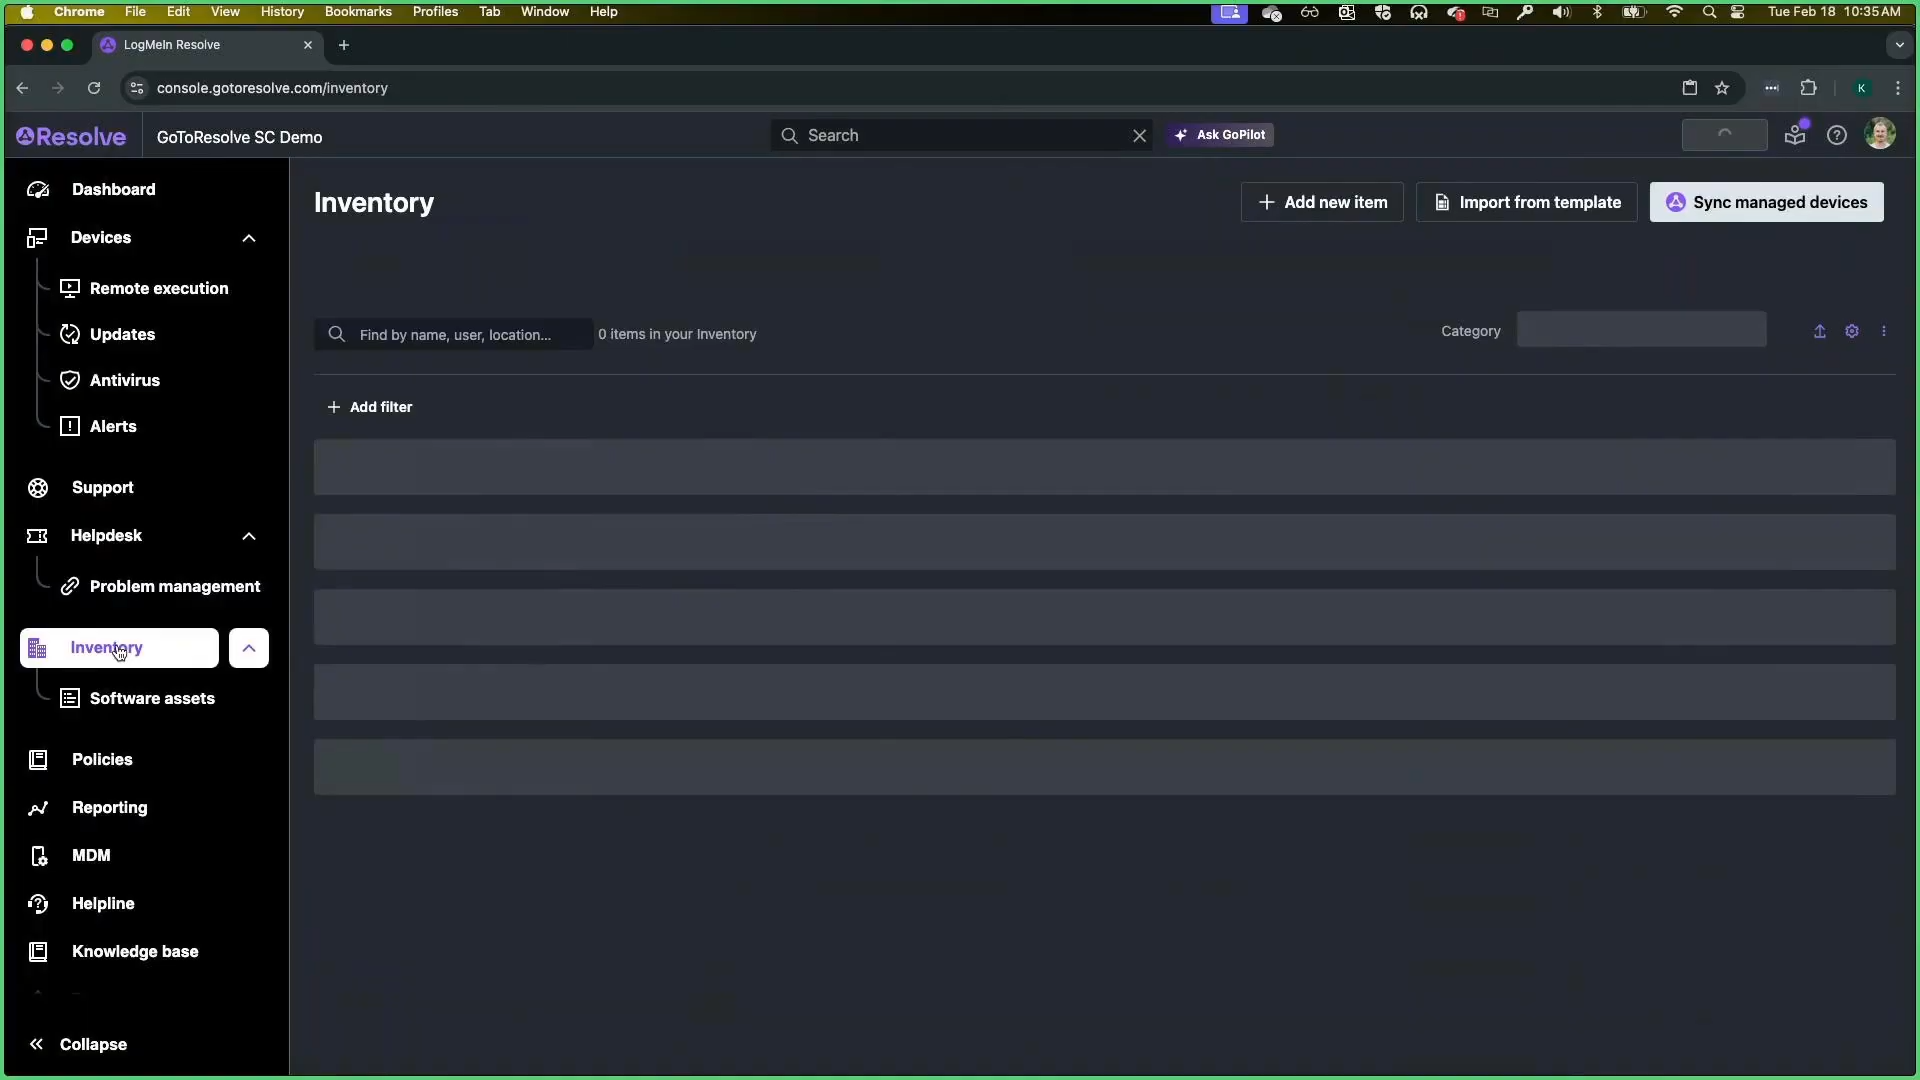 Chrome File Edit View History Bookmarks Profiles Tab Window Help Tue Feb 18 10:35 AM
LogMeIn Resolve
console.gotoresolve.com/inventory K
Resolve GoToResolve SC Demo Search Ask GoPilot
Dashboard
Inventory
Add new item
Import from template
Sync managed devices
Devices
Remote execution
Find by name, user, location... 0 items in your Inventory Category
Updates
Antivirus
Add filter
Alerts
Support
Helpdesk
Problem management
Inventory
Software assets
Policies
Reporting
MDM
Helpline
Knowledge base
Collapse